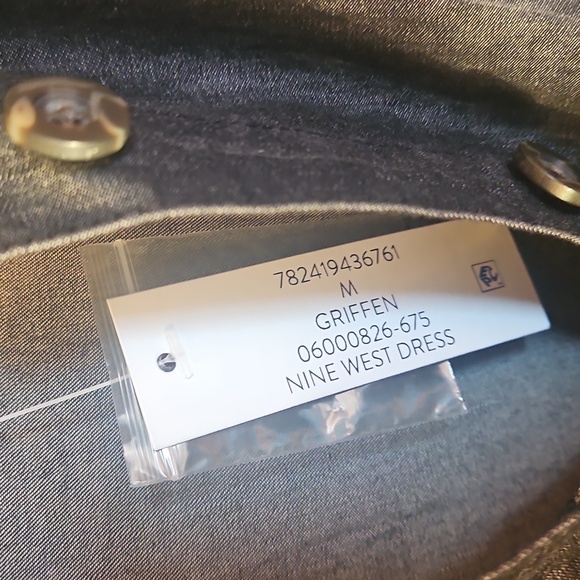 782419436761
M
GRIFFEN
06000826-675
NINE WEST DRESS